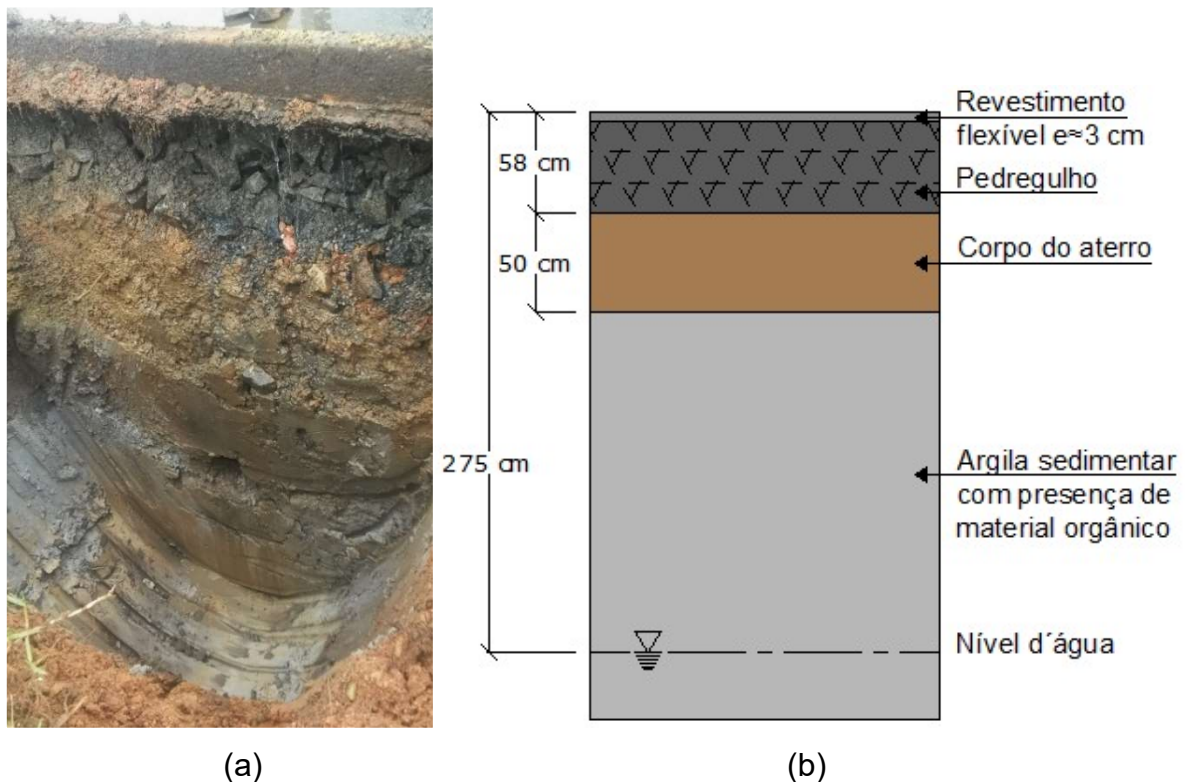 Revestimento
flexível e≈3 cm
58 cm
Pedregulho
50 cm
Corpo do aterro
275 cm
Argila sedimentar
com presença de
material orgânico
Nível d´água
(a)
(b)